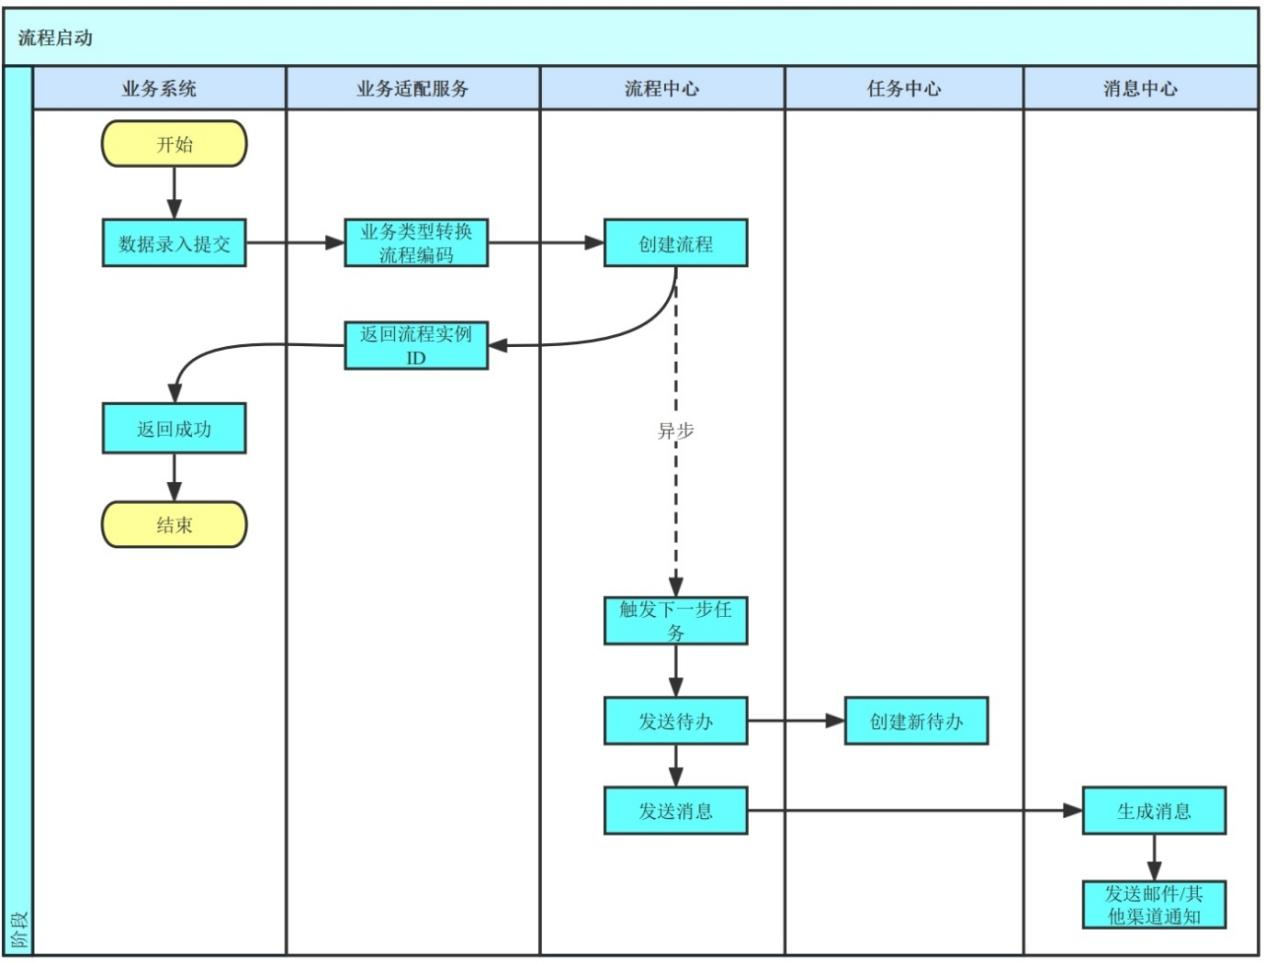 流程启动
业务系统
业务适配服务
流程中心
任务中心
消息中心
开始
数据录入提交
业务类型转换
流程编码
创建流程
返回流程实例
ID
返回成功
异步
结束
触发下一步任
务
发送待办
创建新待办
发送消息
生成消息
发送邮件/其
他渠道通知
阶段